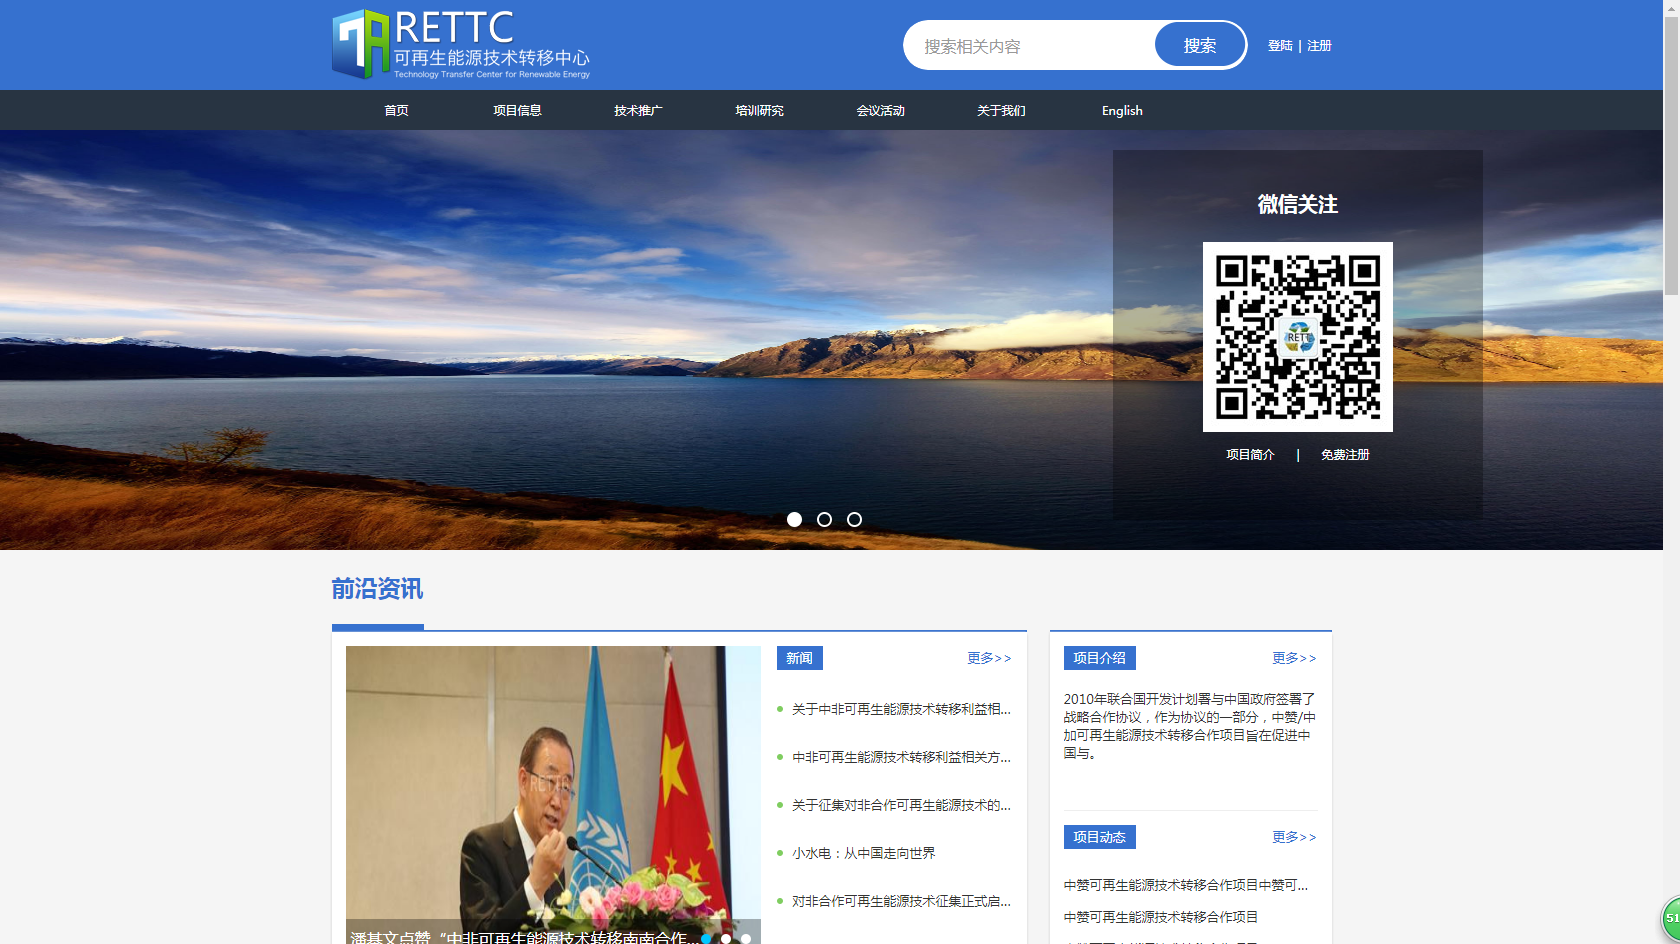 RETTC
可再生能源技术转移中心
Technology Transfer Center for Renewable Energy
搜索相关内容
搜索
登陆 | 注册
首页
项目信息
技术推广
培训研究
会议活动
关于我们
English
微信关注
RETTC
项目简介 | 免费注册
前沿资讯
RETTC
潘基文点赞“中非可再生能源技术转移南南合作...
新闻
更多>>
关于中非可再生能源技术转移利益相...
中非可再生能源技术转移利益相关方...
关于征集对非合作可再生能源技术的...
小水电：从中国走向世界
对非合作可再生能源技术征集正式启...
项目介绍
更多>>
2010年联合国开发计划署与中国政府签署了
战略合作协议，作为协议的一部分，中赞/中
加可再生能源技术转移合作项目旨在促进中
国与。
项目动态
更多>>
中赞可再生能源技术转移合作项目中赞可...
中赞可再生能源技术转移合作项目
51